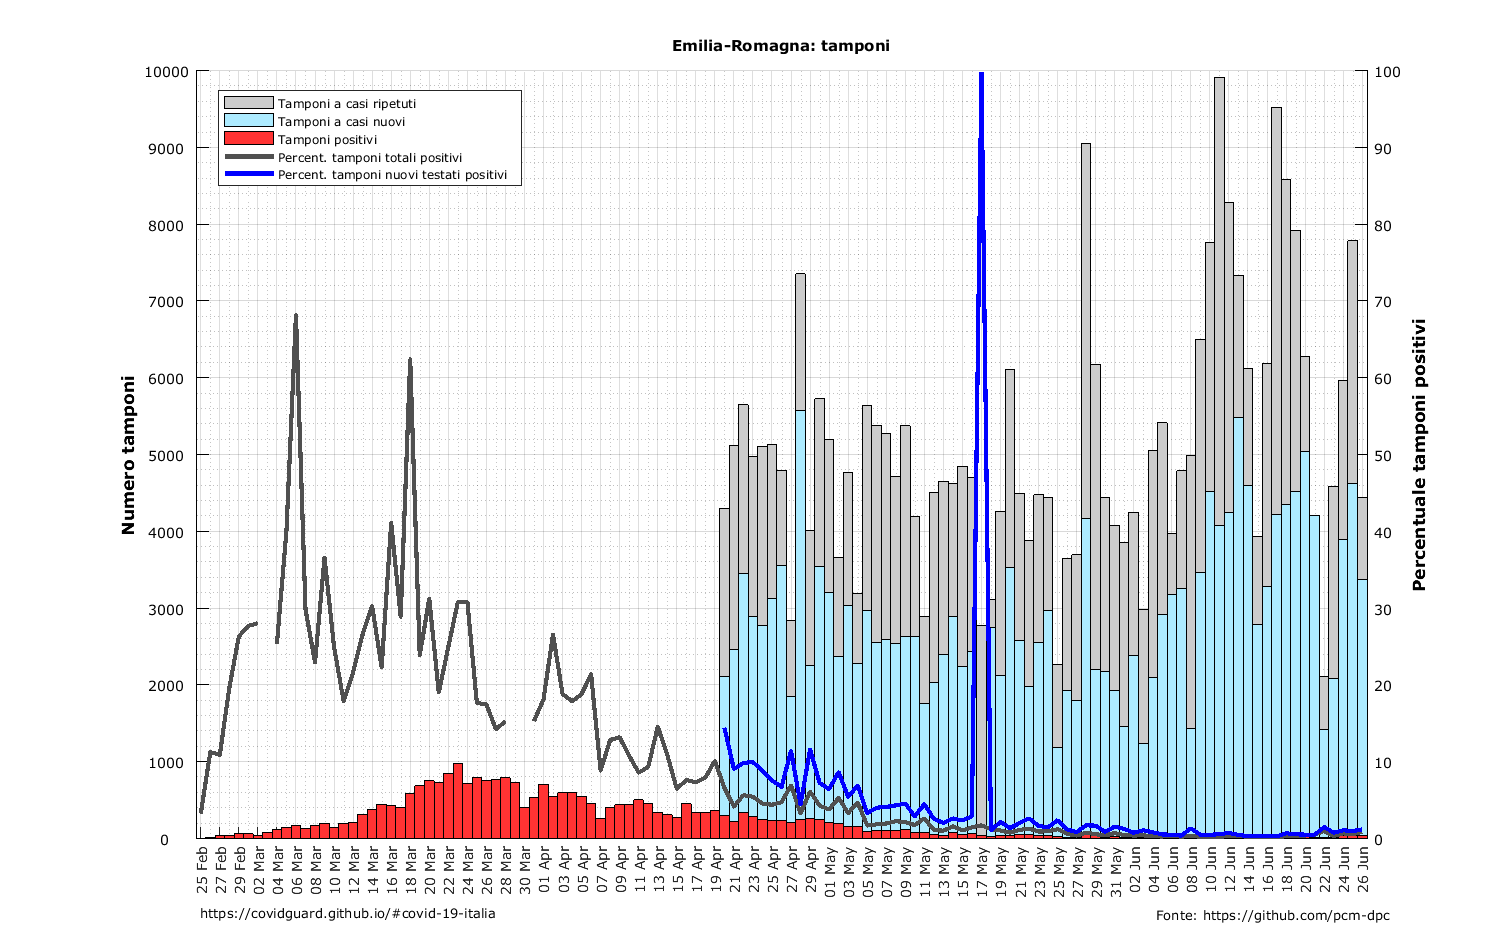 Emilia-Romagna: tamponi
Tamponi a casi ripetuti
Tamponi a casi nuovi
Tamponi positivi
Percent. tamponi totali positivi
Percent. tamponi nuovi testati positivi
Numero tamponi
10000
9000
8000
7000
6000
5000
4000
3000
2000
1000
0
Percentuale tamponi positivi
100
90
80
70
60
50
40
30
20
10
0
25 Feb
27 Feb
29 Feb
02 Mar
04 Mar
06 Mar
08 Mar
10 Mar
12 Mar
14 Mar
16 Mar
18 Mar
20 Mar
22 Mar
24 Mar
26 Mar
28 Mar
30 Mar
01 Apr
03 Apr
05 Apr
07 Apr
09 Apr
11 Apr
13 Apr
15 Apr
17 Apr
19 Apr
21 Apr
23 Apr
25 Apr
27 Apr
29 Apr
01 May
03 May
05 May
07 May
09 May
11 May
13 May
15 May
17 May
19 May
21 May
23 May
25 May
27 May
29 May
31 May
02 Jun
04 Jun
06 Jun
08 Jun
10 Jun
12 Jun
14 Jun
16 Jun
18 Jun
20 Jun
22 Jun
24 Jun
26 Jun
https://covidguard.github.io/#covid-19-italia
Fonte: https://github.com/pcm-dpc